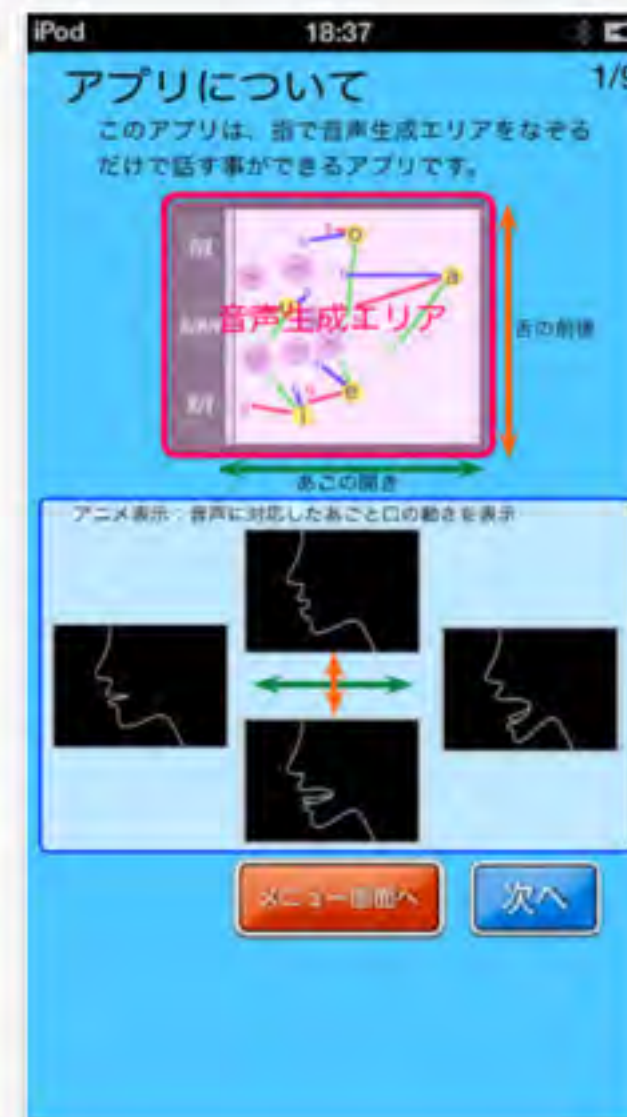 iPod
18:37
アプリについて
1/9
このアプリは、指で音声生成エリアをなぞる
だけで話す事ができるアプリです。
o
a
音声生成エリア
舌の前後
e
i
あごの開き
アニメ表示:音声に対応したあごと口の動きを表示
メニュー画面へ
次へ